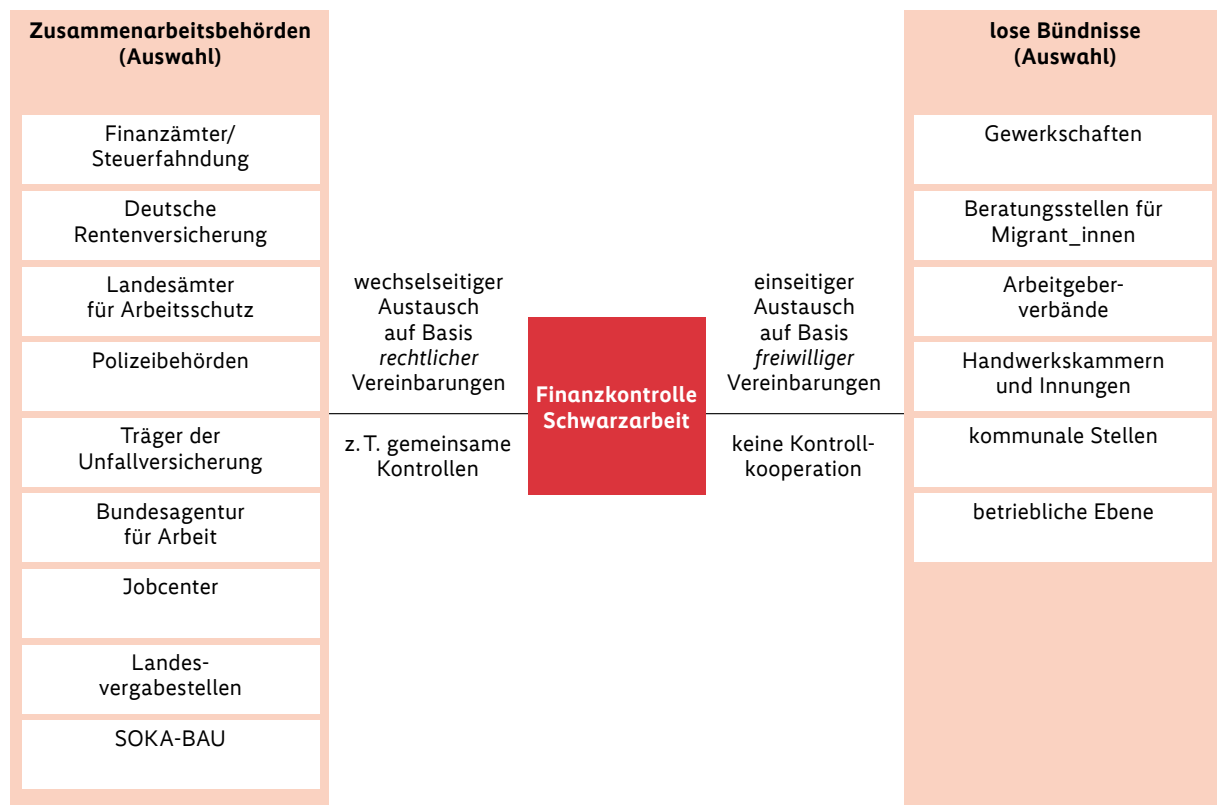 Zusammenarbeitsbehörden
(Auswahl)
Finanzämter/
Steuerfahndung
Deutsche
Rentenversicherung
Landesämter
für Arbeitsschutz
Polizeibehörden
Träger der
Unfallversicherung
Bundesagentur
für Arbeit
Jobcenter
Landes-
vergabestellen
SOKA-BAU
wechselseitiger
Austausch
auf Basis
rechtlicher
Vereinbarungen
z. T. gemeinsame
Kontrollen
Finanzkontrolle
Schwarzarbeit
einseitiger
Austausch
auf Basis
freiwilliger
Vereinbarungen
keine Kontroll-
kooperation
lose Bündnisse
(Auswahl)
Gewerkschaften
Beratungsstellen für
Migrant_innen
Arbeitgeber-
verbände
Handwerkskammern
und Innungen
kommunale Stellen
betriebliche Ebene